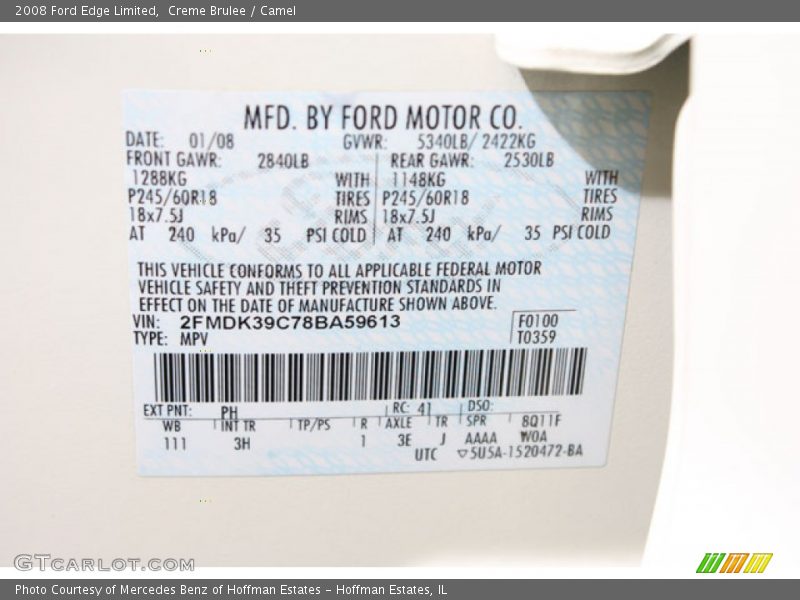 2008 Ford Edge Limited,  Creme Brulee / Camel
MFD. BY FORD MOTOR CO.
DATE: 01/08 GVWR: 5340LB/ 2422KG
FRONT GAWR: 2840LB REAR GAWR: 2530LB
1288KG WITH 1148KG WITH
P245/60R18 TIRES P245/60R18 TIRES
18x7.5J RIMS 18x7.5J RIMS
AT 240 kPa/ 35 PSI COLD AT 240 kPa/ 35 PSI COLD
THIS VEHICLE CONFORMS TO ALL APPLICABLE FEDERAL MOTOR
VEHICLE SAFETY AND THEFT PREVENTION STANDARDS IN
EFFECT ON THE DATE OF MANUFACTURE SHOWN ABOVE.
VIN: 2FMDK39C78BA59613 F0100
TYPE: MPV T0359
EXT PNT: PH RC: 41 DSO:
WB INT TR TP/PS R AXLE TR SPR 8Q11F
111 3H 1 3E J AAAA WOA
UTC ▽5U5A-1520472-BA
GTCARLOT.COM
Photo Courtesy of Mercedes Benz of Hoffman Estates - Hoffman Estates, IL